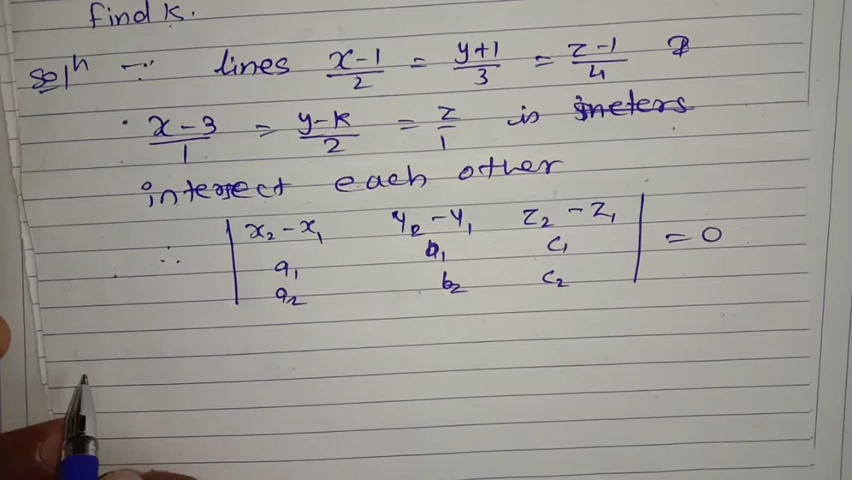 Find K.
Solⁿ ∵ lines x-1/2 = y+1/3 = z-1/4 &
x-3/1 = y-k/2 = z/1 is
intersect each other
∴ | x₂-x₁ y₂-y₁ z₂-z₁ | = 0
a₁ b₁ c₁
a₂ b₂ c₂